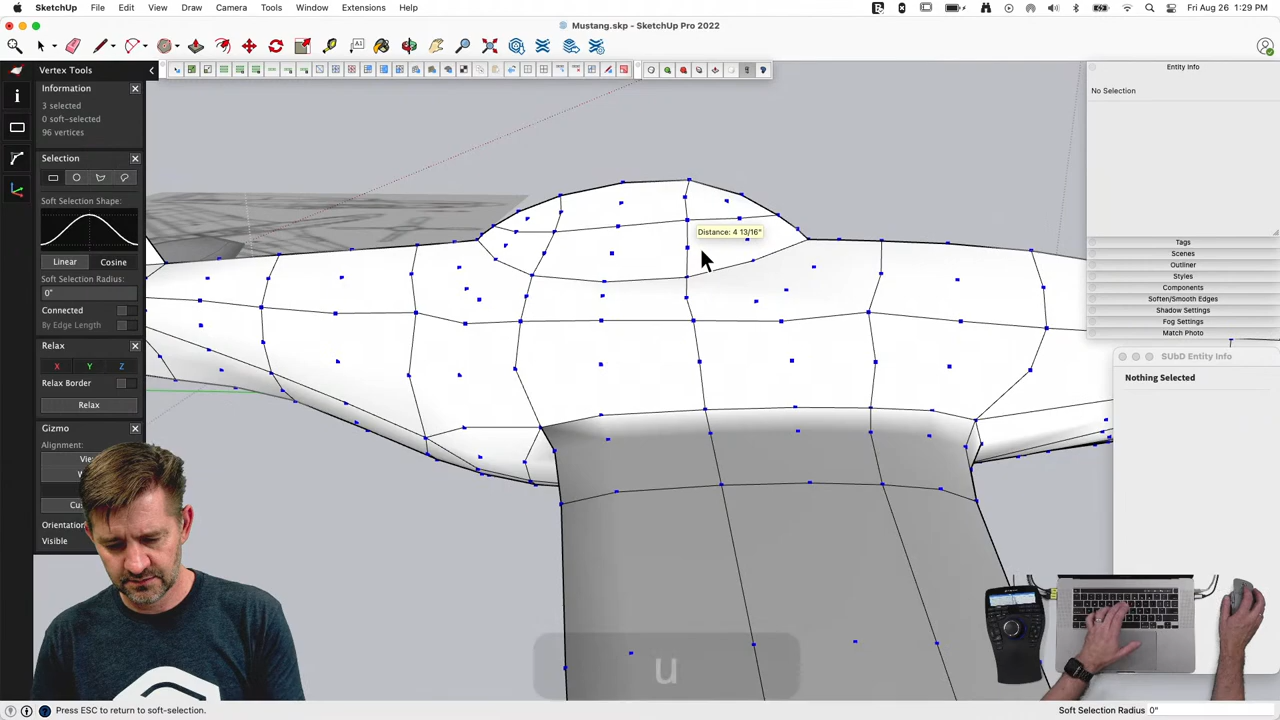 SketchUp File Edit View Draw Camera Tools Window Extensions Help
Fri Aug 26 1:29 PM
Mustang.skp - SketchUp Pro 2022
Vertex Tools
Information
3 selected
0 soft-selected
96 vertices
Selection
Soft Selection Shape:
Linear Cosine
Soft Selection Radius:
0"
Connected
By Edge Length
Relax
X Y Z
Relax Border
Relax
Gizmo
Alignment:
Orientat
Visible
Distance: 4 13/16"
Entity Info
No Selection
Tags
Scenes
Outliner
Styles
Components
Soften/Smooth Edges
Shadow Settings
Fog Settings
Match Photo
SUbD Entity Info
Nothing Selected
u
Press ESC to return to soft-selection.
Soft Selection Radius 0"